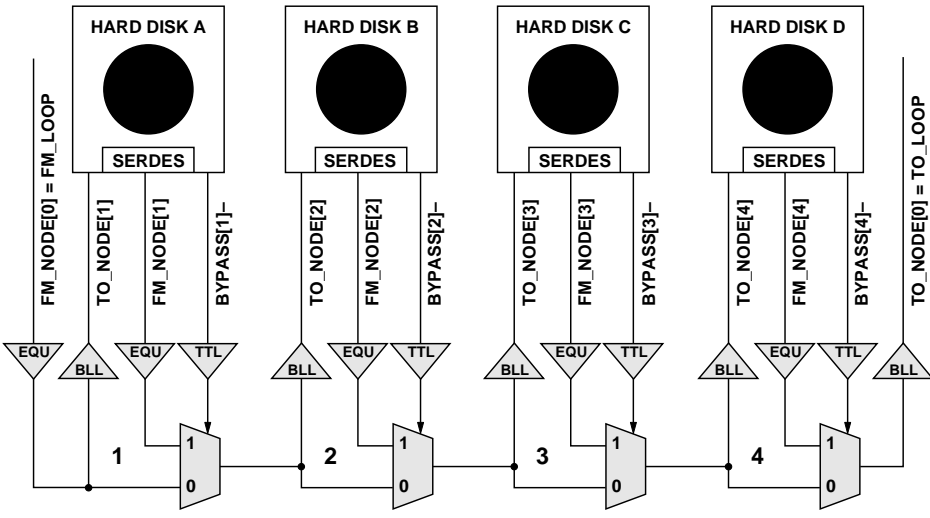 HARD DISK A
HARD DISK B
HARD DISK C
HARD DISK D
SERDES
SERDES
SERDES
SERDES
FM_NODE[0] = FM_LOOP
TO_NODE[1]
FM_NODE[1]
BYPASS[1]–
TO_NODE[2]
FM_NODE[2]
BYPASS[2]–
TO_NODE[3]
FM_NODE[3]
BYPASS[3]–
TO_NODE[4]
FM_NODE[4]
BYPASS[4]–
TO_NODE[0] = TO_LOOP
EQU
BLL
EQU
TTL
BLL
EQU
TTL
BLL
EQU
TTL
BLL
EQU
TTL
BLL
1
1
0
2
1
0
3
1
0
4
1
0